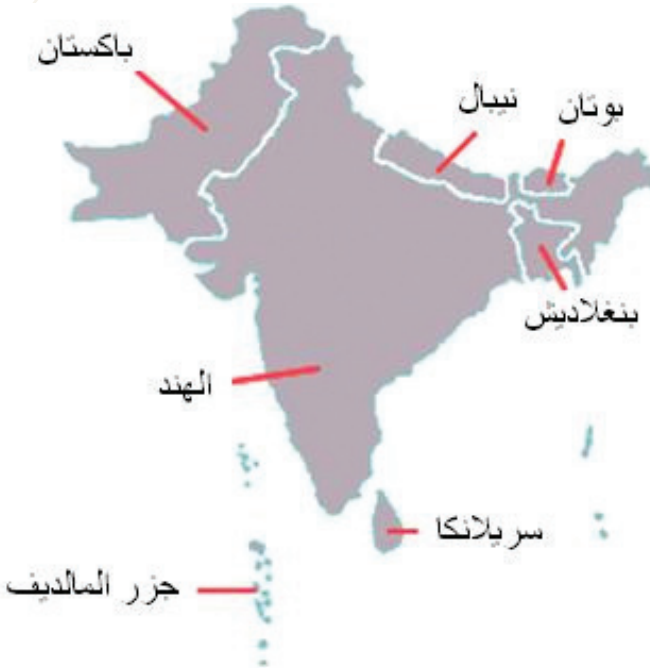 باكستان
نيبال
بوتان
بنغلاديش
الهند
سريلانكا
جزر المالديف